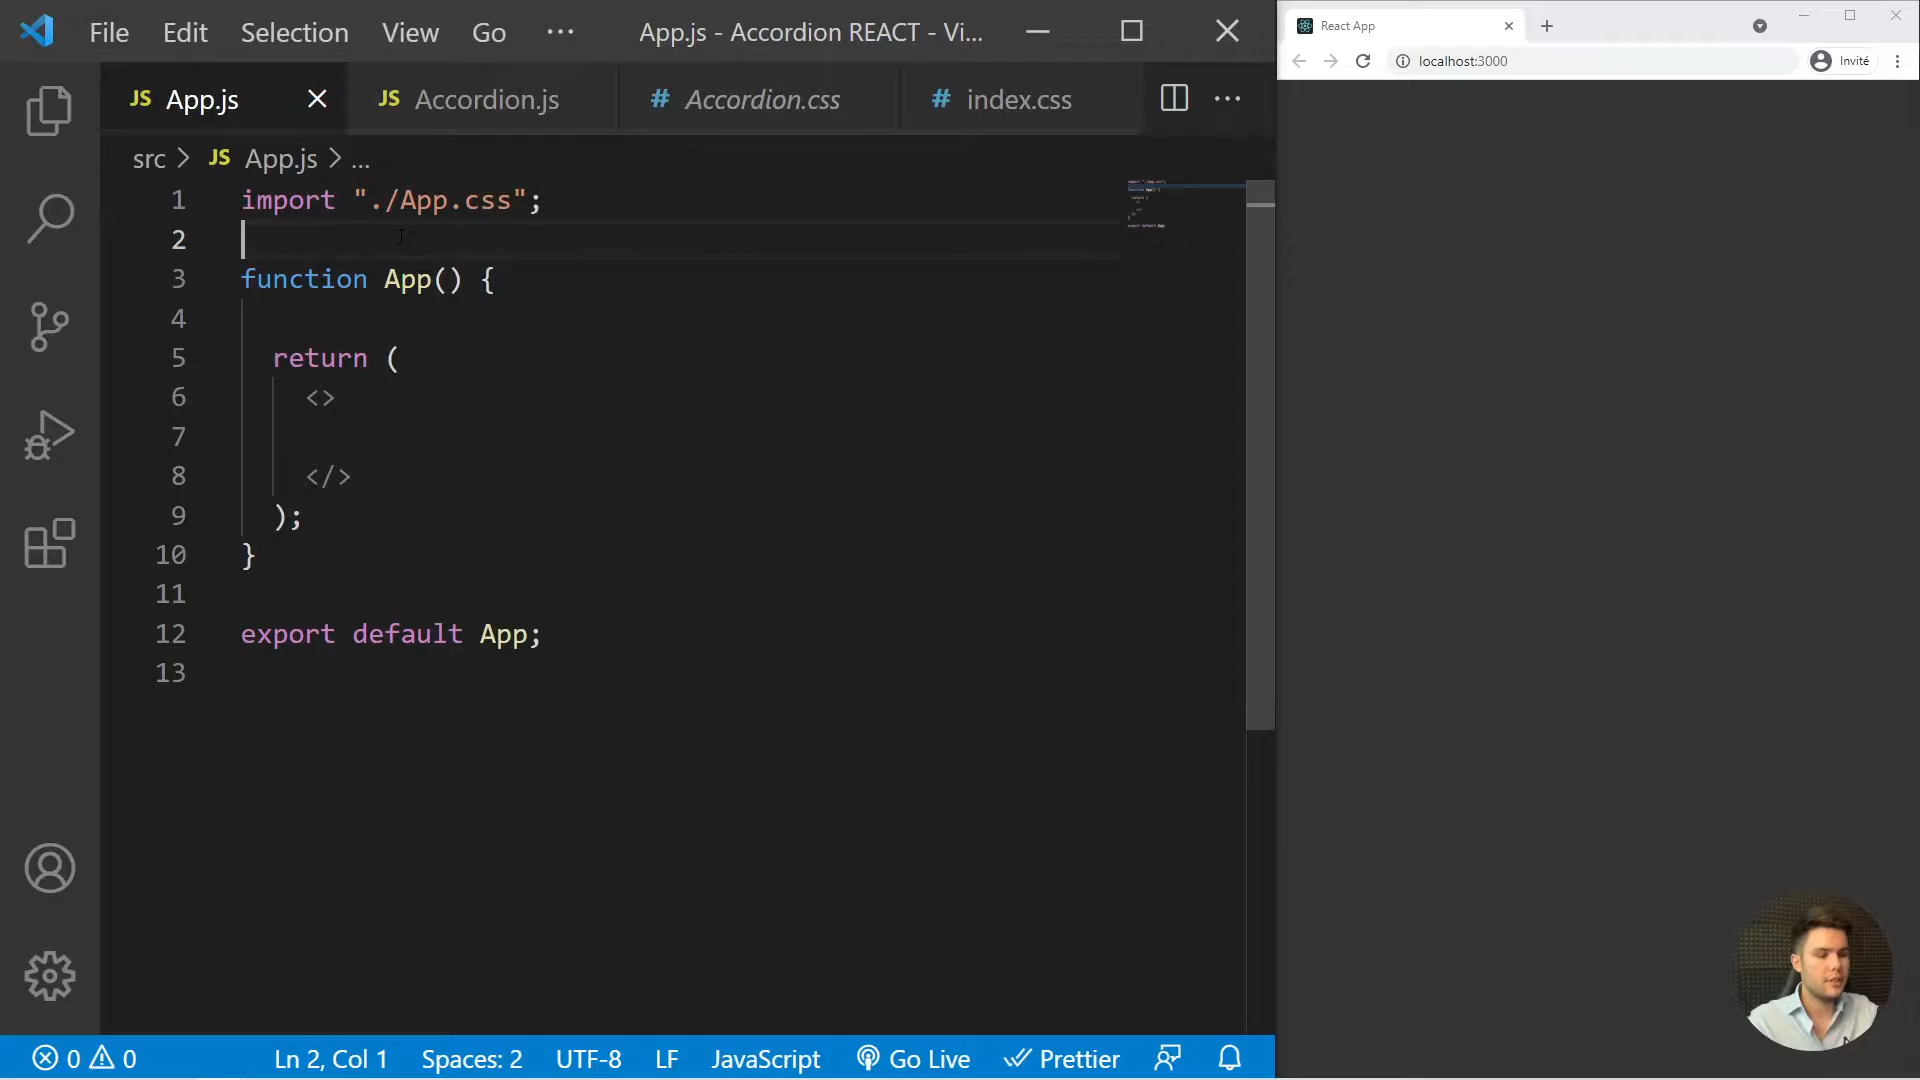 File Edit Selection View Go ··· App.js - Accordion REACT - Vi...
JS App.js JS Accordion.js # Accordion.css # index.css ···
src > JS App.js > ...
1 import "./App.css";
2
3 function App() {
4
5 return (
6 <>
7
8 </>
9 );
10 }
11
12 export default App;
13
0 0 Ln 2, Col 1 Spaces: 2 UTF-8 LF JavaScript Go Live Prettier
React App
localhost:3000 Invité